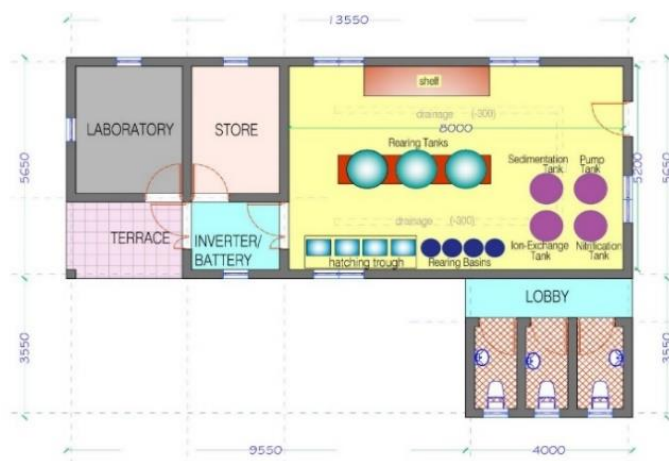 13550
shelf
drainage (-300)
8000
LABORATORY
STORE
Rearing Tanks
Sedimentation
Tank
Pump
Tank
5650
5200
5650
drainage (-300)
TERRACE
INVERTER/
BATTERY
hatching trough
Rearing Basins
Ion-Exchange
Tank
Nitrification
Tank
LOBBY
3550
3550
9550
4000